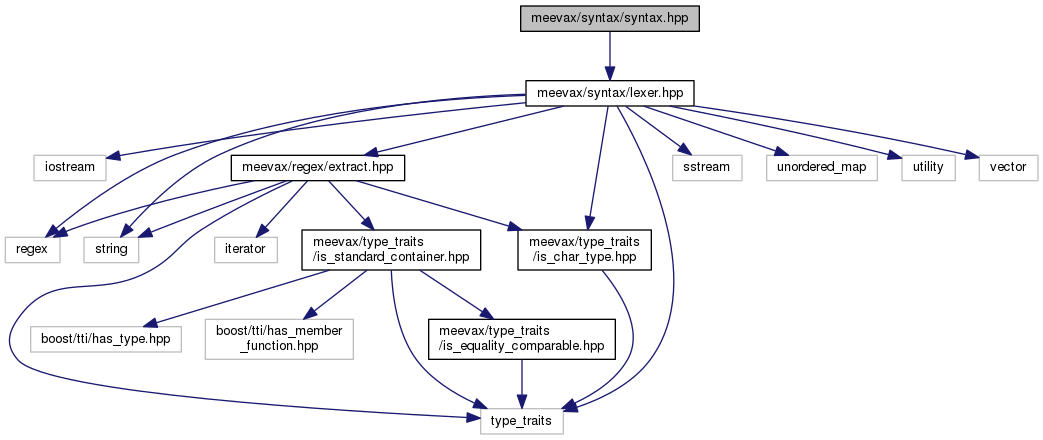 meevax/syntax/syntax.hpp
meevax/syntax/lexer.hpp
iostream
meevax/regex/extract.hpp
sstream
unordered_map
utility
vector
regex
string
iterator
meevax/type_traits
/is_standard_container.hpp
meevax/type_traits
/is_char_type.hpp
boost/tti/has_type.hpp
boost/tti/has_member
_function.hpp
meevax/type_traits
/is_equality_comparable.hpp
type_traits